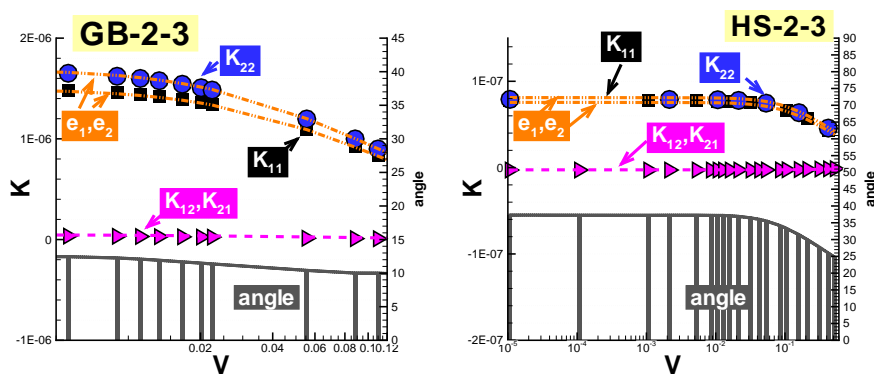 GB-2-3
2E-06
1E-06
0
-1E-06
K
45
40
35
30
25
20
15
10
5
0
angle
K22
e1,e2
K11
K12,K21
angle
0.02
0.04
0.06
0.08
0.10
0.12
V
HS-2-3
1E-07
0
-1E-07
-2E-07
K
90
85
80
75
70
65
60
55
50
45
40
35
30
25
20
15
10
5
0
angle
K11
K22
e1,e2
K12,K21
angle
10-5
10-4
10-3
10-2
10-1
V